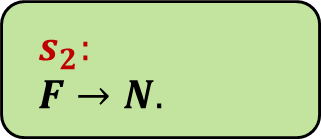 s₂:
F → N.